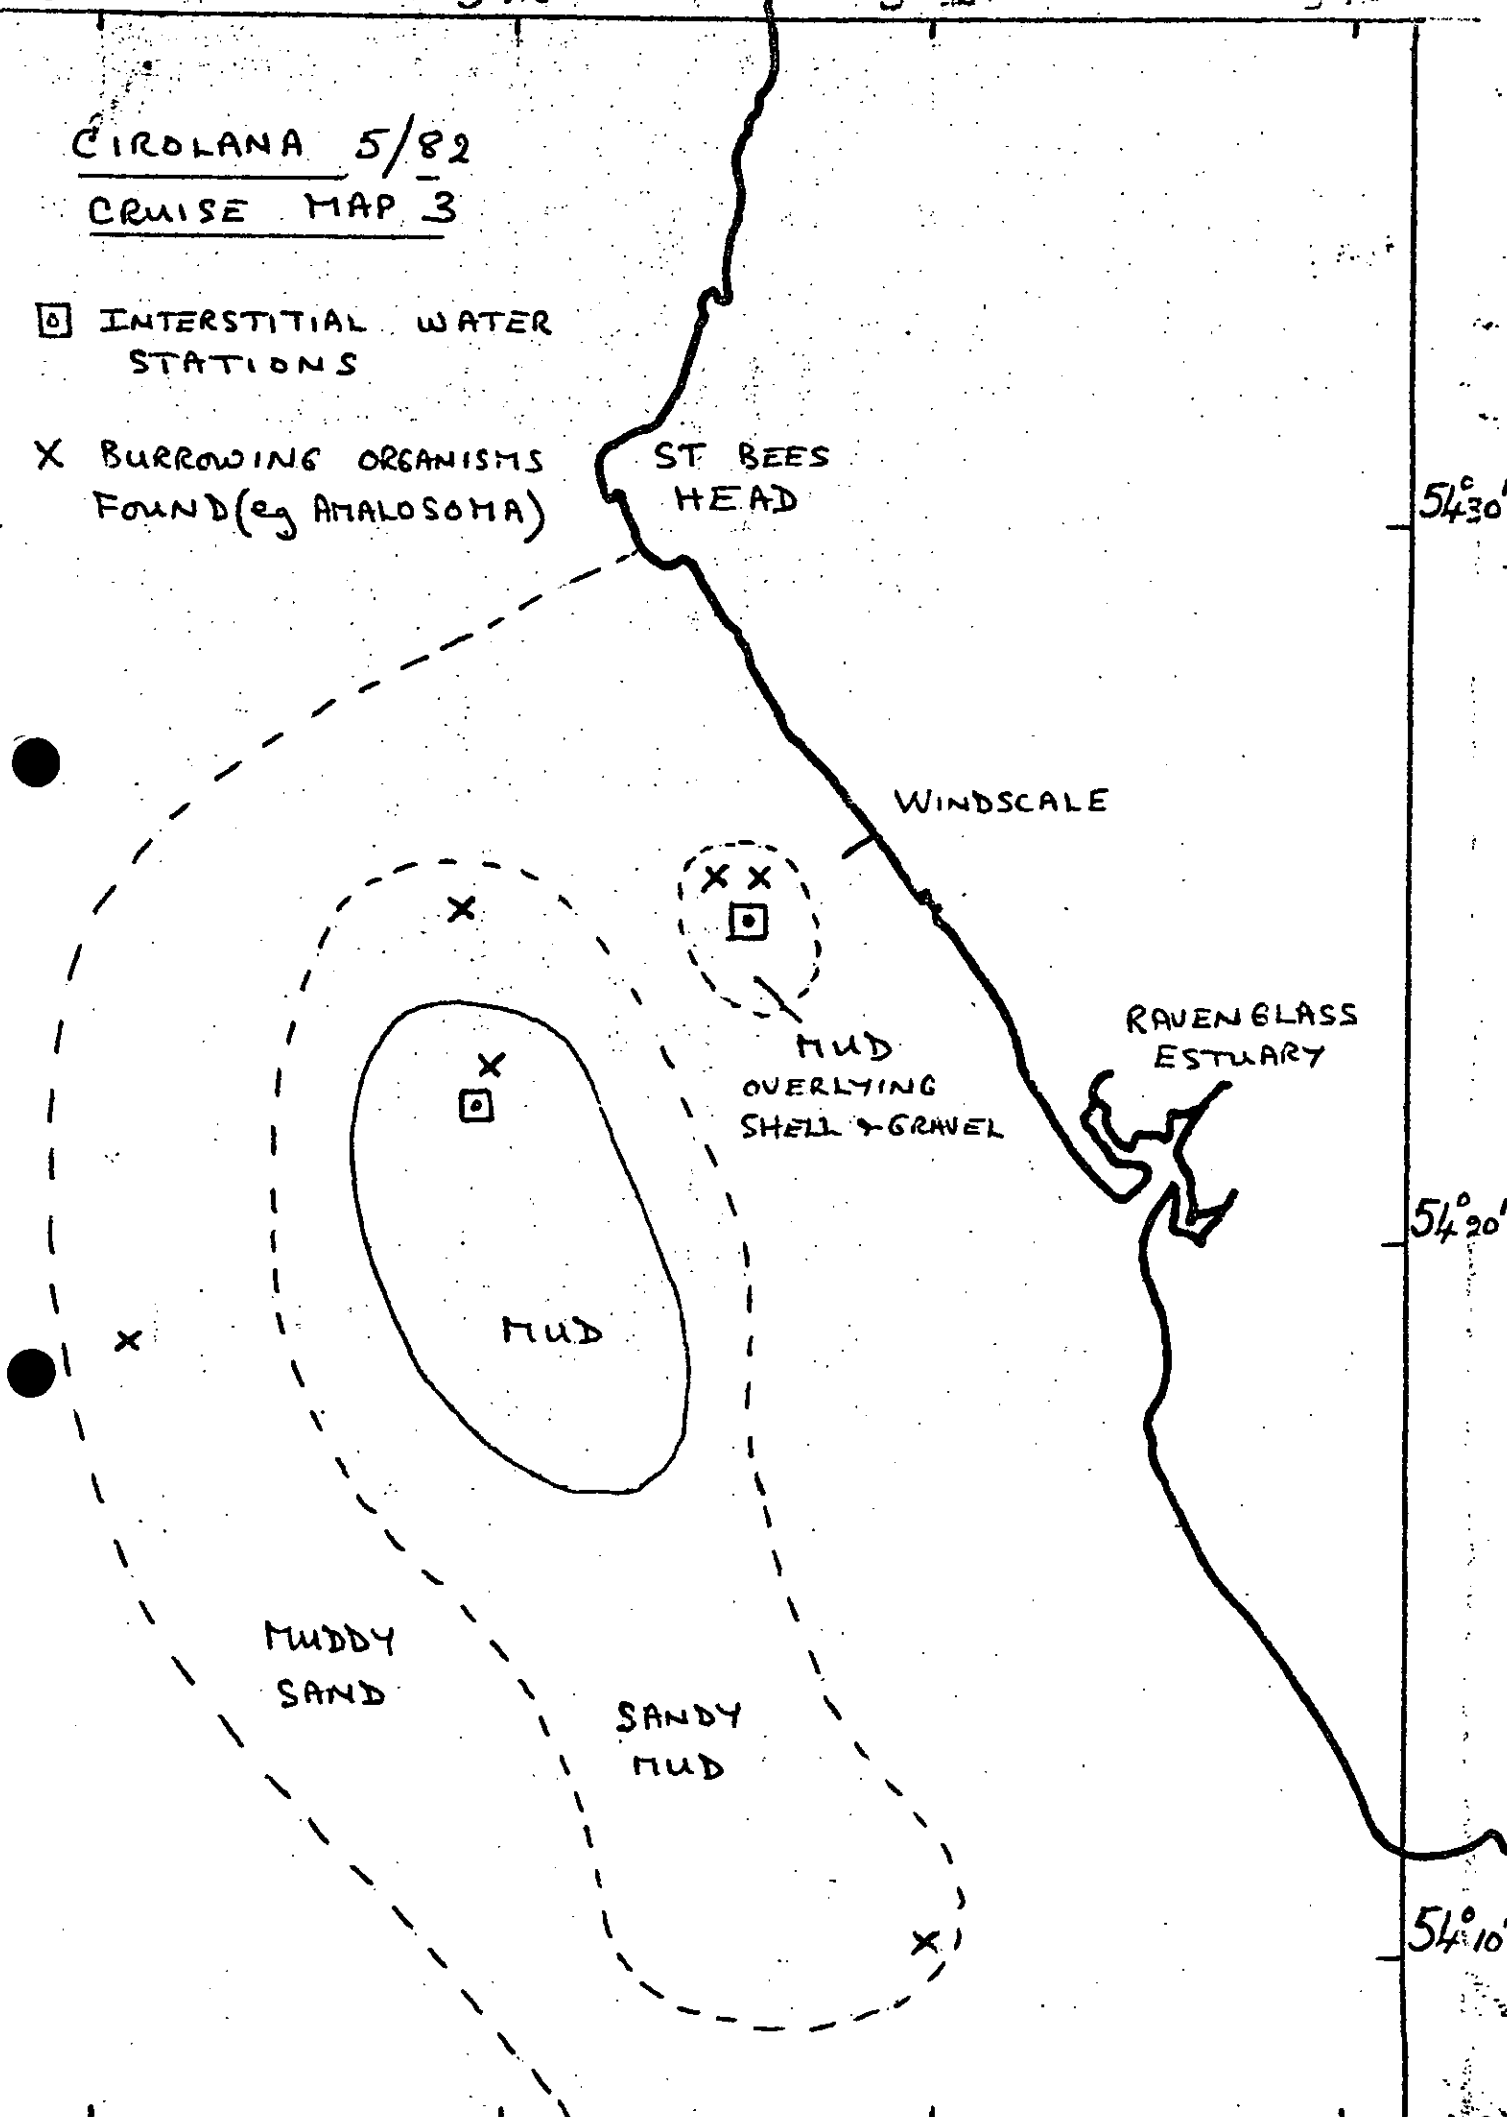 CIROLANA 5/82
CRUISE MAP 3
INTERSTITIAL WATER
STATIONS
X BURROWING ORGANISMS
FOUND (eg AMALOSOMA)
ST BEES
HEAD
54°30'
WINDSCALE
RAVENGLASS
ESTUARY
MUD
OVERLYING
SHELL & GRAVEL
54°20'
MUD
MUDDY
SAND
SANDY
MUD
54°10'